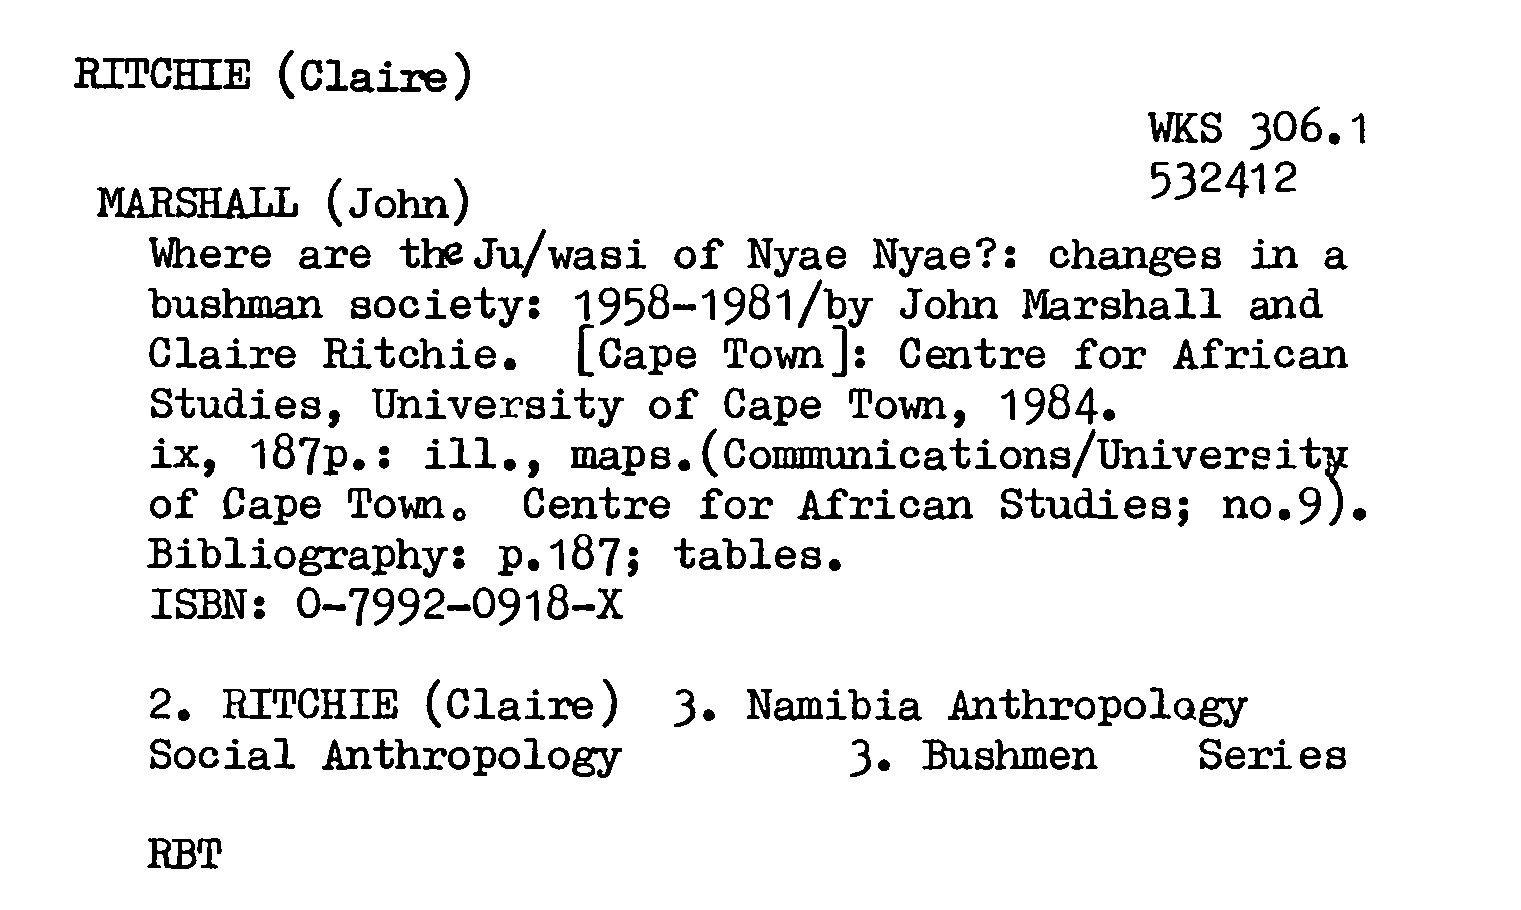 RITCHIE (Claire)
WKS 306.1
532412
MARSHALL (John)
Where are the Ju/wasi of Nyae Nyae?: changes in a
bushman society: 1958-1981/by John Marshall and
Claire Ritchie. [Cape Town]: Centre for African
Studies, University of Cape Town, 1984.
ix, 187p.: ill., maps.(Communications/University
of Cape Town. Centre for African Studies; no.9).
Bibliography: p.187; tables.
ISBN: 0-7992-0918-X
2. RITCHIE (Claire) 3. Namibia Anthropology
Social Anthropology 3. Bushmen Series
RBT